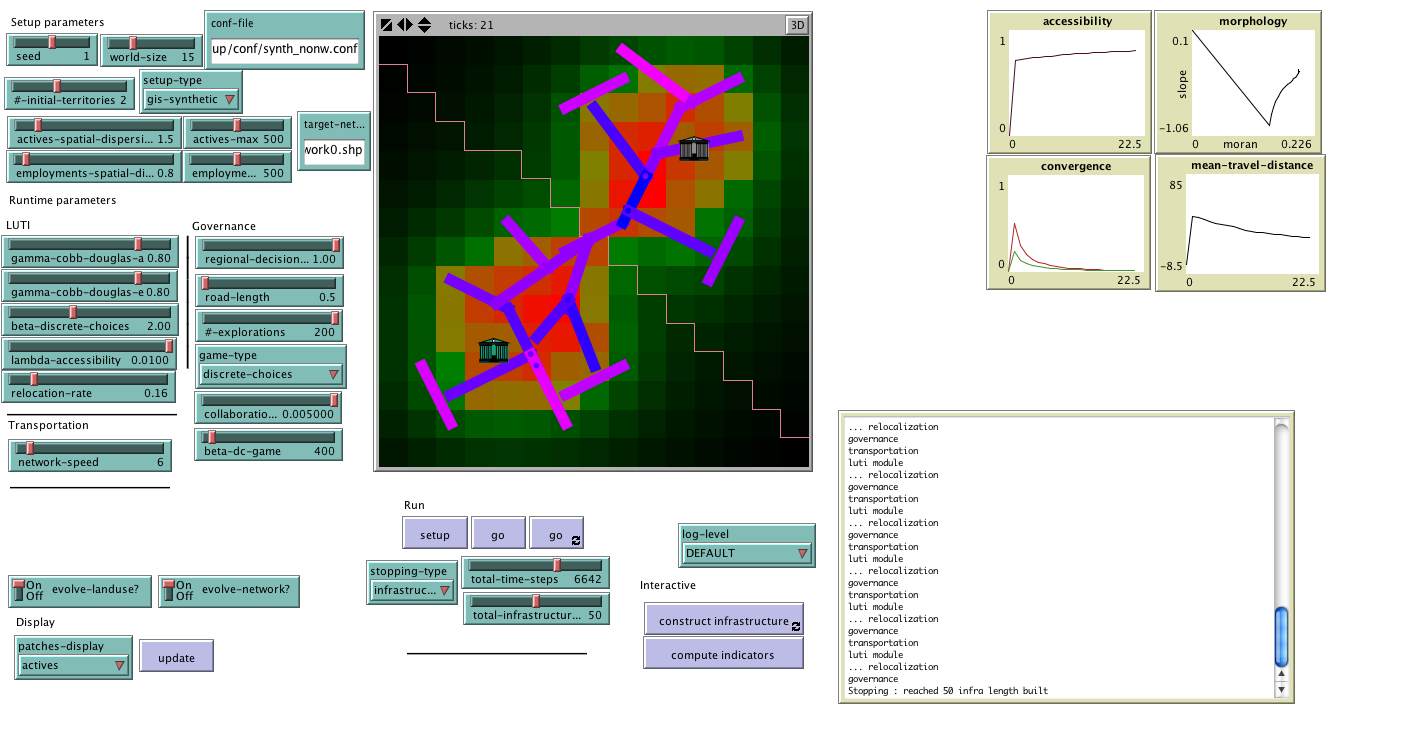 Setup parameters
seed 1
world-size 15
conf-file
up/conf/synth_nonw.conf
#-initial-territories 2
setup-type
gis-synthetic
actives-spatial-dispersi... 1.5
actives-max 500
employments-spatial-di... 0.8
employme... 500
target-net...
work0.shp
Runtime parameters
LUTI
gamma-cobb-douglas-a 0.80
gamma-cobb-douglas-e 0.80
beta-discrete-choices 2.00
lambda-accessibility 0.0100
relocation-rate 0.16
Governance
regional-decision... 1.00
road-length 0.5
#-explorations 200
game-type
discrete-choices
collaboratio... 0.005000
beta-dc-game 400
Transportation
network-speed 6
On
Off
evolve-landuse?
On
Off
evolve-network?
Display
patches-display
actives
update
ticks: 21
3D
Run
setup
go
go
stopping-type
infrastruc...
total-time-steps 6642
total-infrastructur... 50
log-level
DEFAULT
Interactive
construct infrastructure
compute indicators
accessibility
1
0
0
22.5
morphology
0.1
slope
-1.06
0
moran
0.226
convergence
1
0
0
22.5
mean-travel-distance
85
-8.5
0
22.5
... relocalization
governance
transportation
luti module
... relocalization
governance
transportation
luti module
... relocalization
governance
transportation
luti module
... relocalization
governance
transportation
luti module
... relocalization
governance
transportation
luti module
... relocalization
governance
Stopping : reached 50 infra length built